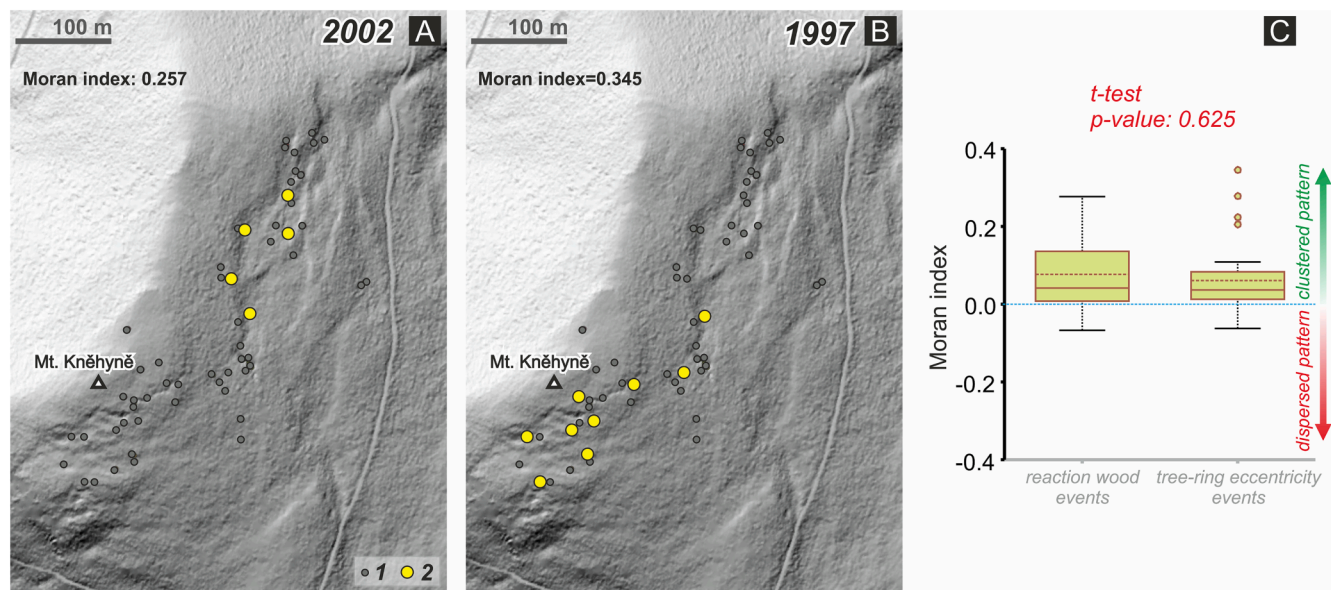 100 m
2002
A
Moran index: 0.257
Mt. Kněhyně
1
2
100 m
1997
B
Moran index=0.345
Mt. Kněhyně
C
t-test
p-value: 0.625
Moran index
0.4
0.2
0.0
-0.2
-0.4
clustered pattern
dispersed pattern
reaction wood
events
tree-ring eccentricity
events